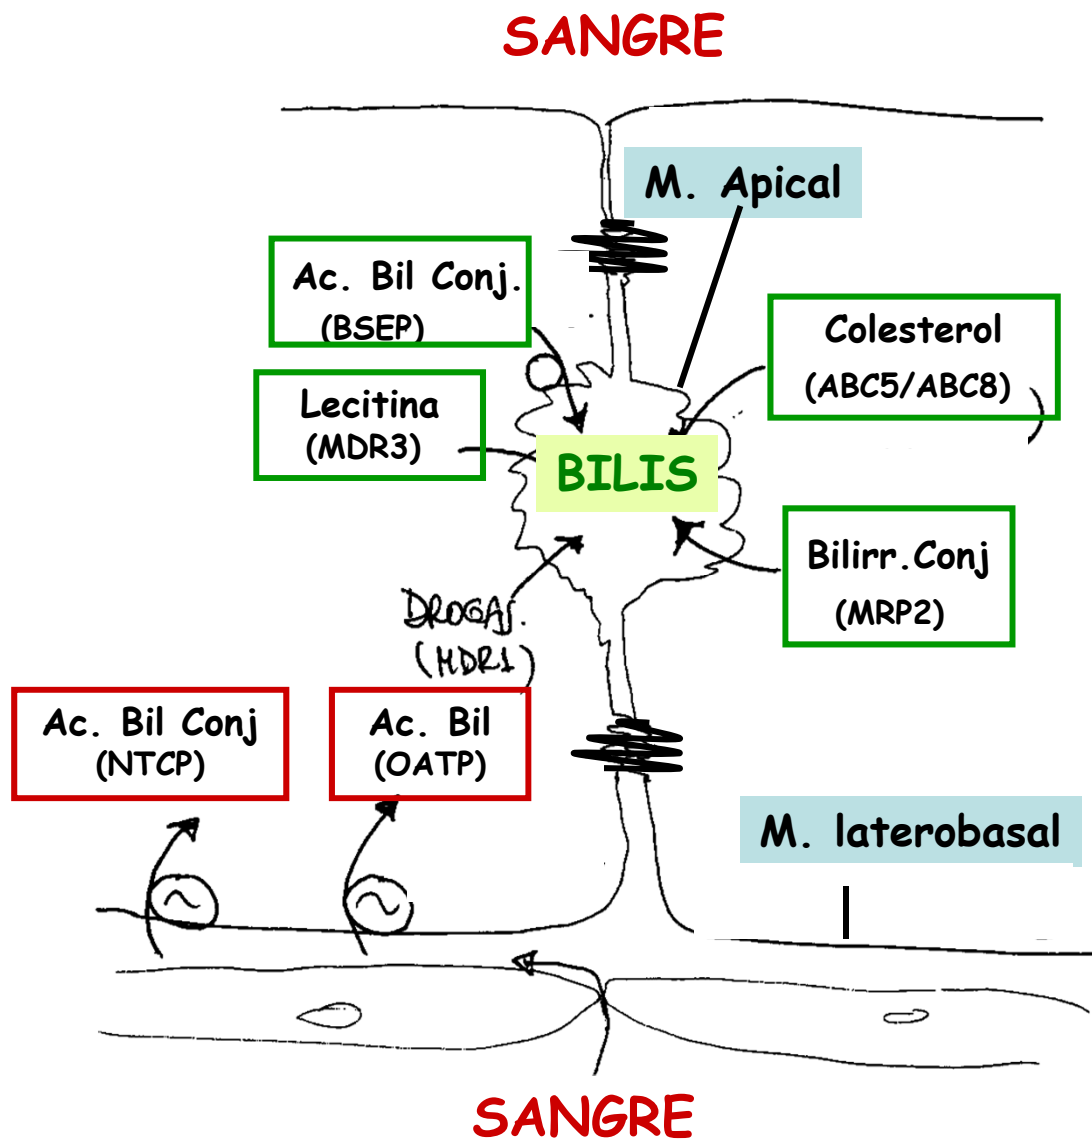 SANGRE
M. Apical
Ac. Bil Conj.
(BSEP)
Colesterol
(ABC5/ABC8)
Lecitina
(MDR3)
BILIS
Bilirr.Conj
(MRP2)
DROGAS.
(MDR1)
Ac. Bil Conj
(NTCP)
Ac. Bil
(OATP)
M. laterobasal
SANGRE